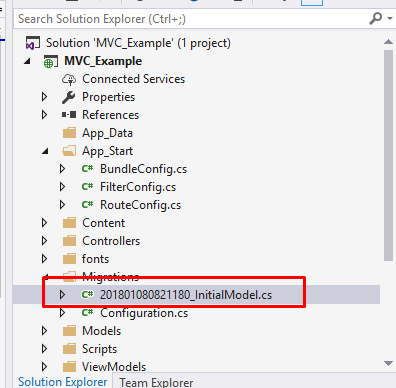 Search Solution Explorer (Ctrl+;)
Solution 'MVC_Example' (1 project)
MVC_Example
Connected Services
Properties
References
App_Data
App_Start
C# BundleConfig.cs
C# FilterConfig.cs
C# RouteConfig.cs
Content
Controllers
fonts
Migrations
C# 201801080821180_InitialModel.cs
C# Configuration.cs
Models
Scripts
ViewModels
Solution Explorer Team Explorer